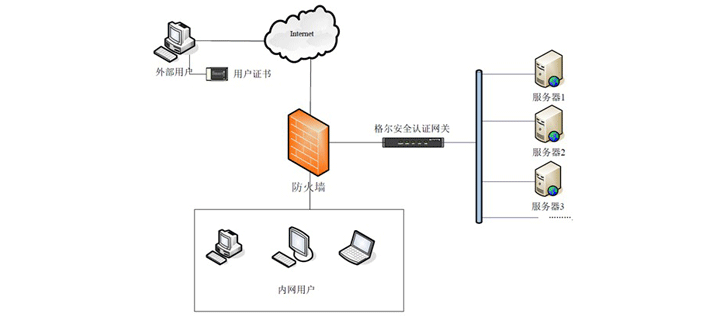 Internet
外部用户
用户证书
格尔安全认证网关
服务器1
服务器2
防火墙
服务器3
.........
内网用户